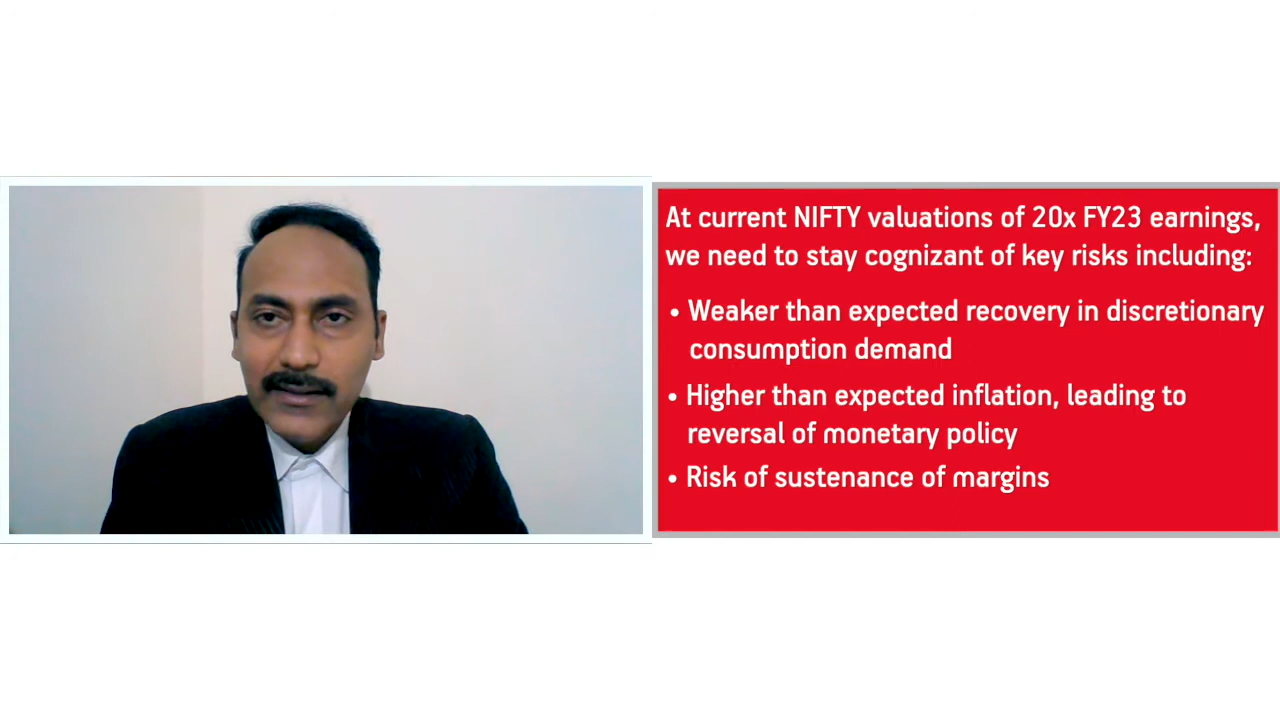 At current NIFTY valuations of 20x FY23 earnings,
we need to stay cognizant of key risks including:
• Weaker than expected recovery in discretionary
consumption demand
• Higher than expected inflation, leading to
reversal of monetary policy
• Risk of sustenance of margins